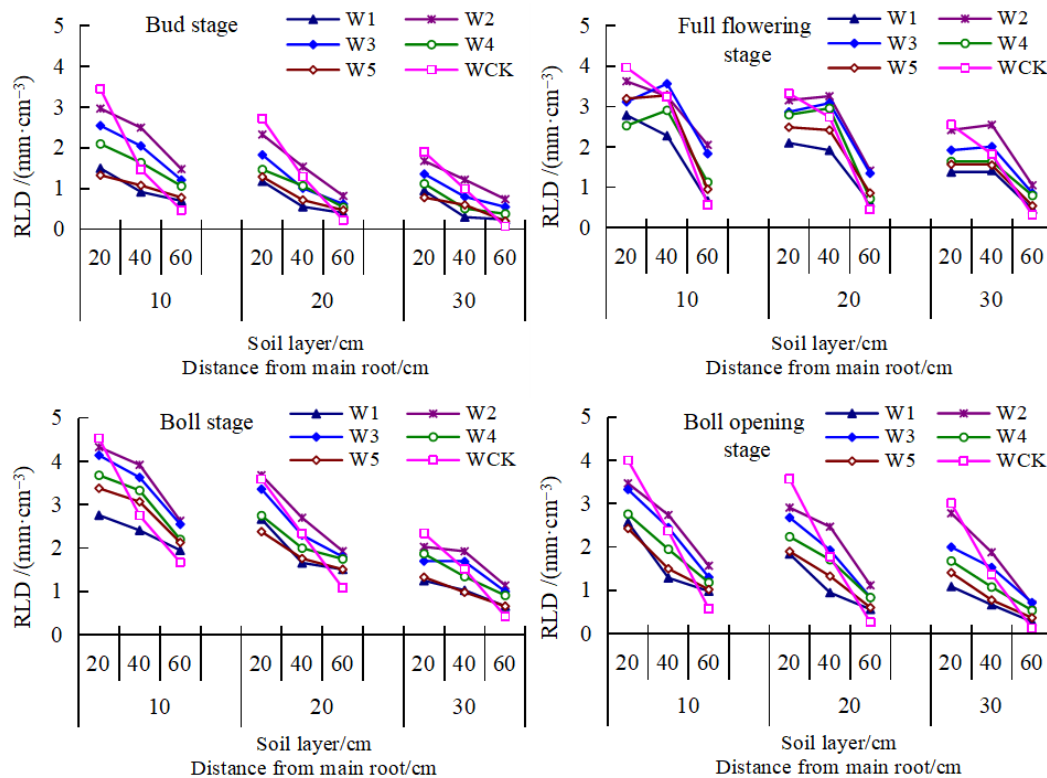 Bud stage
W1 W2
W3 W4
W5 WCK
RLD /(mm·cm⁻³)
5
4
3
2
1
0
20 40 60 20 40 60 20 40 60
10 20 30
Soil layer/cm
Distance from main root/cm
Full flowering
stage
W1 W2
W3 W4
W5 WCK
RLD /(mm·cm⁻³)
5
4
3
2
1
0
20 40 60 20 40 60 20 40 60
10 20 30
Soil layer/cm
Distance from main root/cm
Boll stage
W1 W2
W3 W4
W5 WCK
RLD /(mm·cm⁻³)
5
4
3
2
1
0
20 40 60 20 40 60 20 40 60
10 20 30
Soil layer/cm
Distance from main root/cm
Boll opening
stage
W1 W2
W3 W4
W5 WCK
RLD /(mm·cm⁻³)
5
4
3
2
1
0
20 40 60 20 40 60 20 40 60
10 20 30
Soil layer/cm
Distance from main root/cm